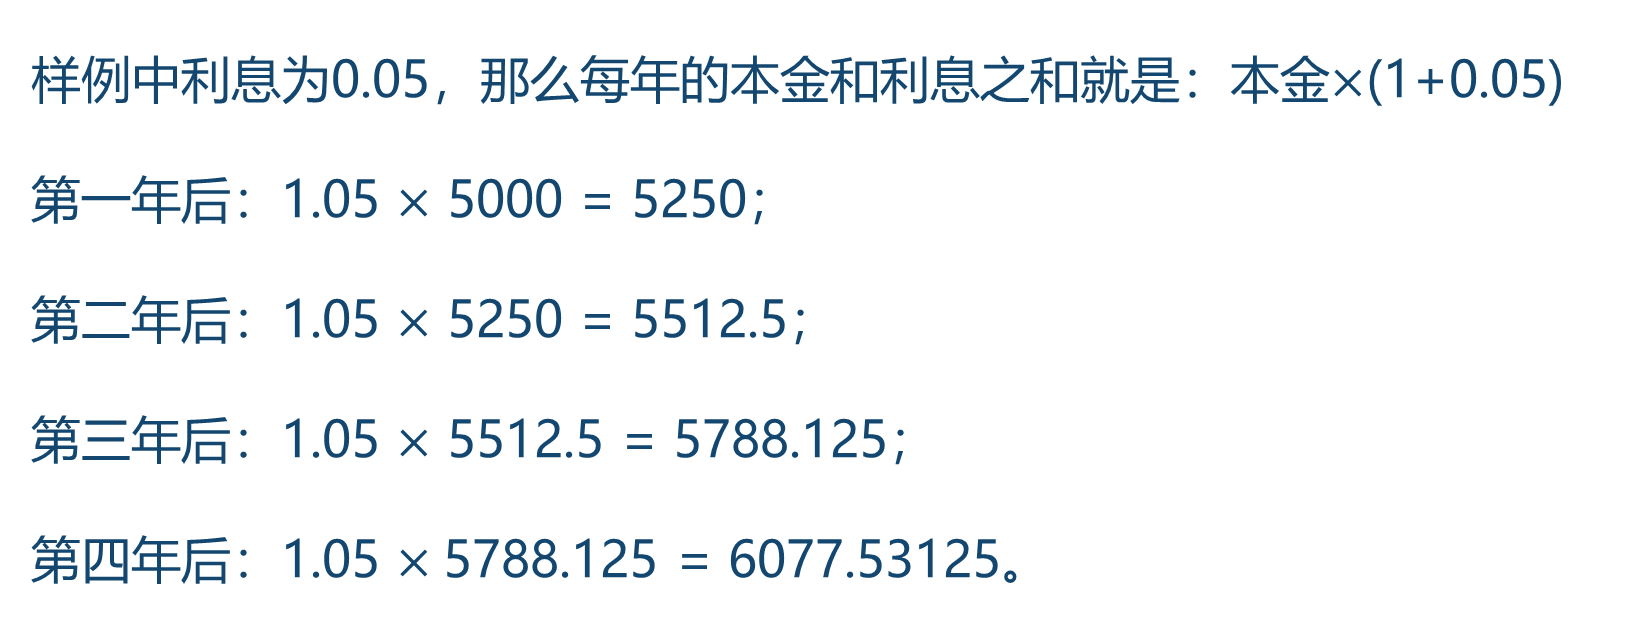 样例中利息为0.05，那么每年的本金和利息之和就是：本金×(1+0.05)
第一年后：1.05 × 5000 = 5250；
第二年后：1.05 × 5250 = 5512.5；
第三年后：1.05 × 5512.5 = 5788.125；
第四年后：1.05 × 5788.125 = 6077.53125。